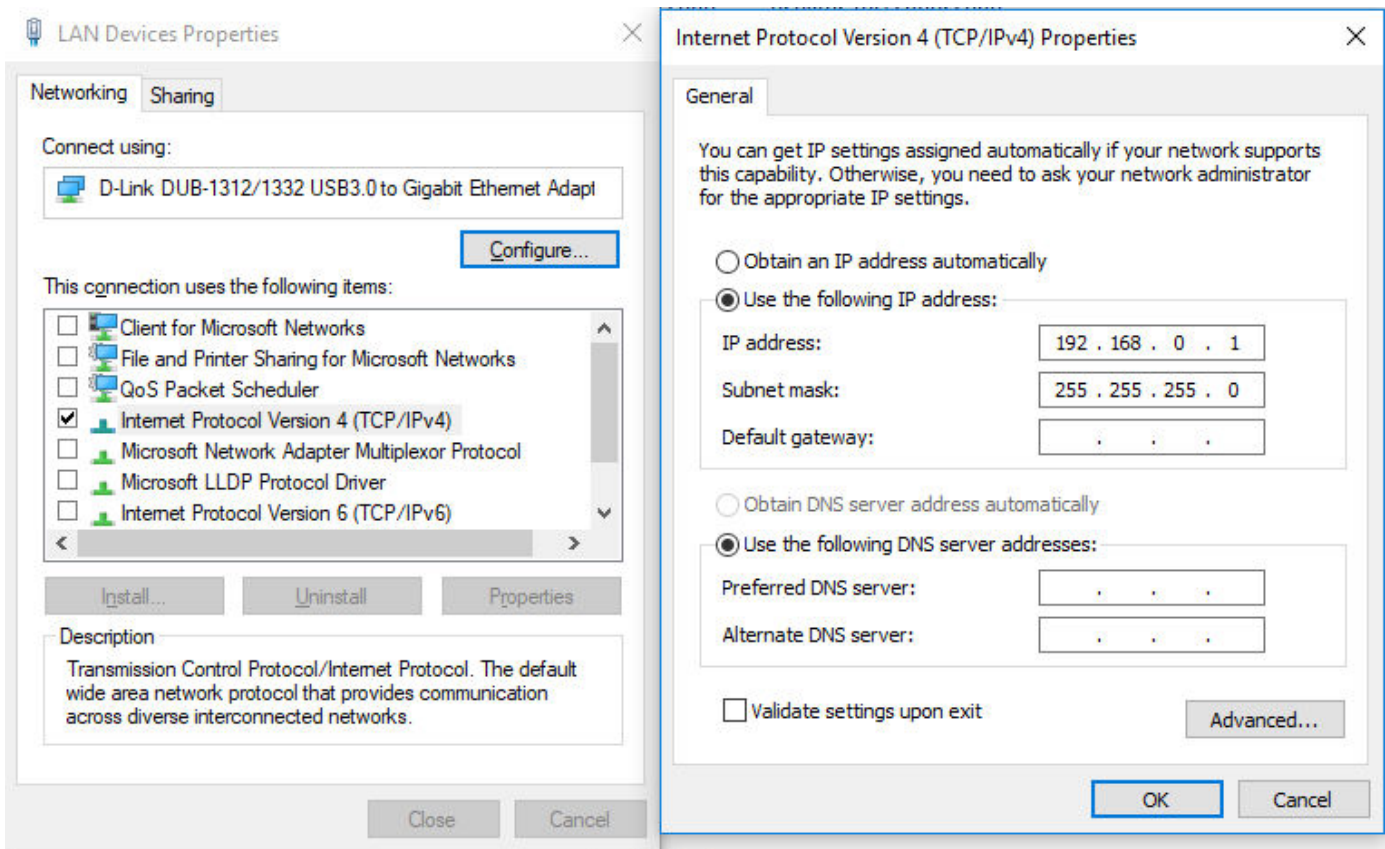 LAN Devices Properties
Networking
Sharing
Connect using:
D-Link DUB-1312/1332 USB3.0 to Gigabit Ethernet Adapt
Configure...
This connection uses the following items:
Client for Microsoft Networks
File and Printer Sharing for Microsoft Networks
QoS Packet Scheduler
Internet Protocol Version 4 (TCP/IPv4)
Microsoft Network Adapter Multiplexor Protocol
Microsoft LLDP Protocol Driver
Internet Protocol Version 6 (TCP/IPv6)
Install...
Uninstall
Properties
Description
Transmission Control Protocol/Internet Protocol. The default
wide area network protocol that provides communication
across diverse interconnected networks.
Close
Cancel
Internet Protocol Version 4 (TCP/IPv4) Properties
General
You can get IP settings assigned automatically if your network supports
this capability. Otherwise, you need to ask your network administrator
for the appropriate IP settings.
Obtain an IP address automatically
Use the following IP address:
IP address:
192 . 168 . 0 . 1
Subnet mask:
255 . 255 . 255 . 0
Default gateway:
. . .
Obtain DNS server address automatically
Use the following DNS server addresses:
Preferred DNS server:
. . .
Alternate DNS server:
. . .
Validate settings upon exit
Advanced...
OK
Cancel